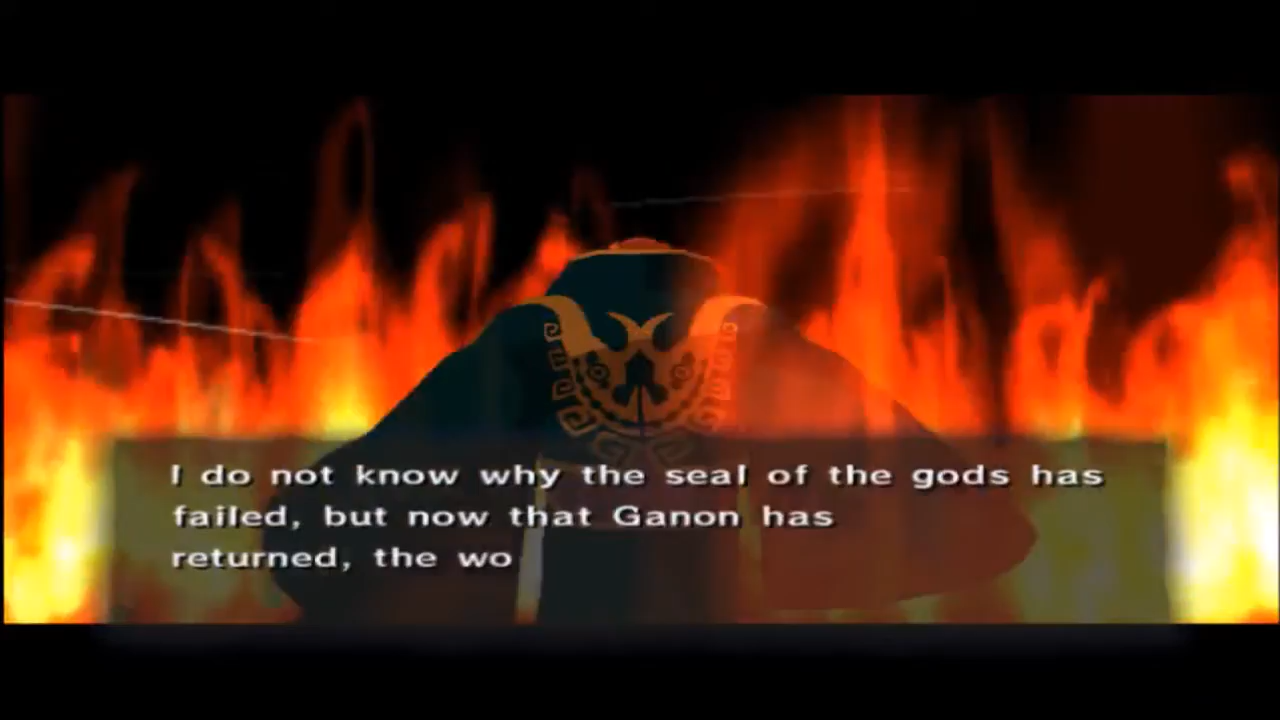 I do not know why the seal of the gods has
failed, but now that Ganon has
returned, the wo